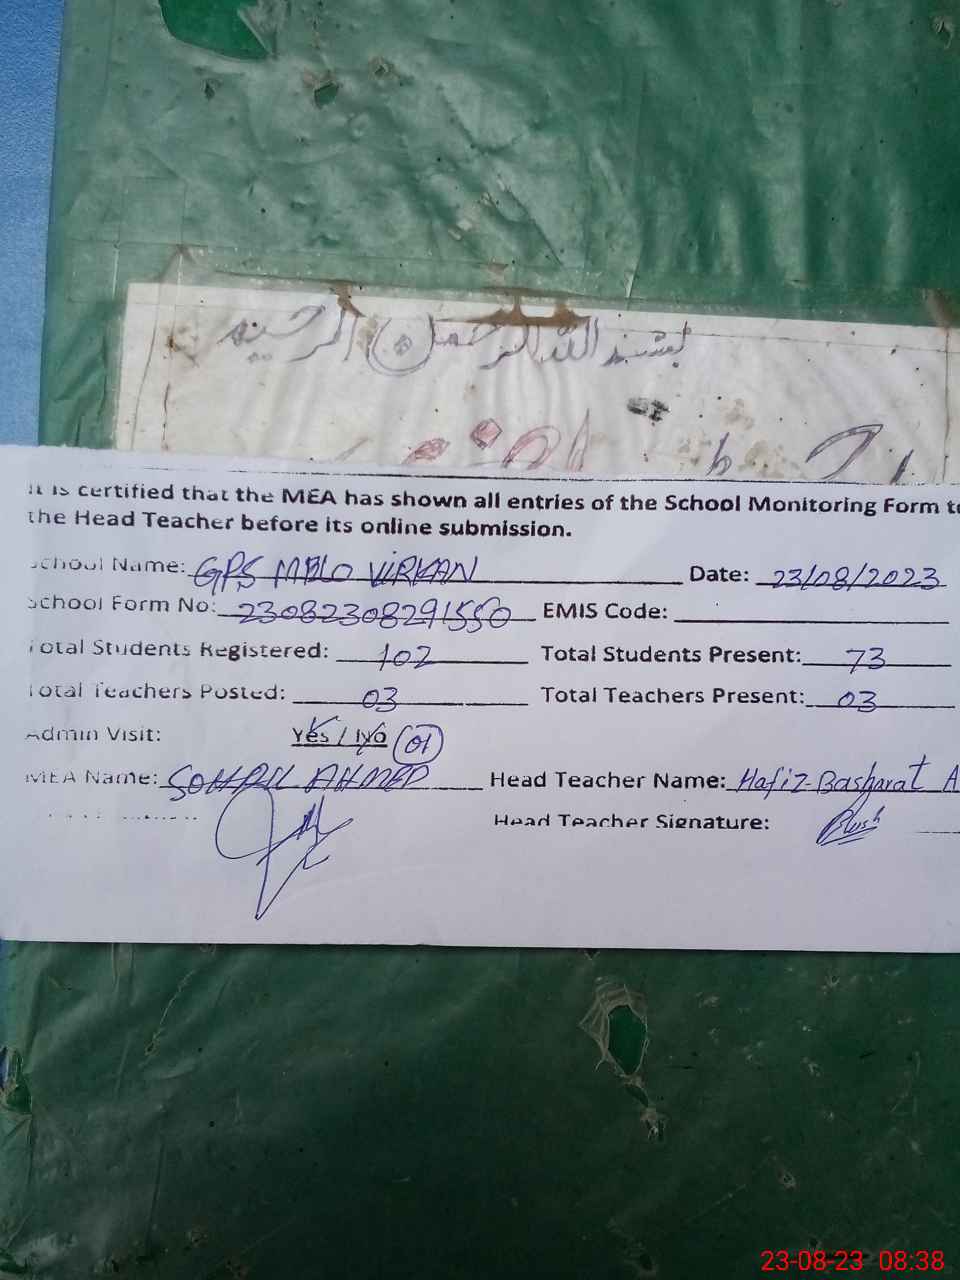 بسم الله الرحمن الرحيم
It is certified that the MEA has shown all entries of the School Monitoring Form to
the Head Teacher before its online submission.
School Name: GPS MBLO VIRKAN Date: 23/08/2023
School Form No: 23082308291550 EMIS Code:
Total Students Registered: 102 Total Students Present: 73
Total Teachers Posted: 03 Total Teachers Present: 03
Admin Visit: Yes / No 01
MEA Name: SOHAIL AHMED Head Teacher Name: Hafiz Basharat A
Head Teacher Signature:
23-08-23 08:38